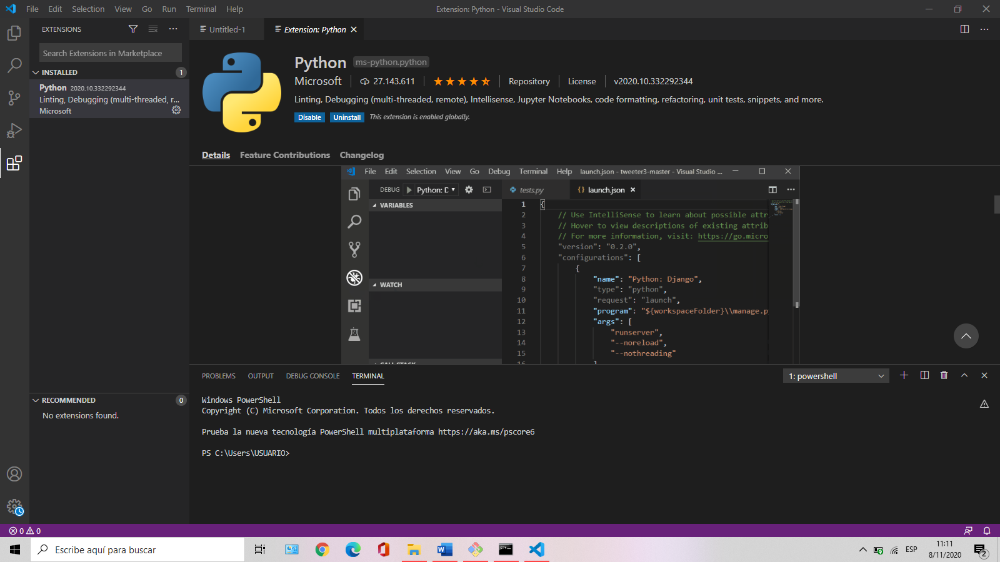 File Edit Selection View Go Run Terminal Help
Extension: Python - Visual Studio Code
EXTENSIONS
Untitled-1
Extension: Python
Search Extensions in Marketplace
INSTALLED 1
Python 2020.10.332292344
Linting, Debugging (multi-threaded, r...
Microsoft
RECOMMENDED 0
No extensions found.
Python ms-python.python
Microsoft 27.143.611 Repository License v2020.10.332292344
Linting, Debugging (multi-threaded, remote), Intellisense, Jupyter Notebooks, code formatting, refactoring, unit tests, snippets, and more.
Disable Uninstall This extension is enabled globally.
Details Feature Contributions Changelog
File Edit Selection View Go Debug Terminal Help launch.json - tweeter3-master - Visual Studio ...
DEBUG Python: D
tests.py
{} launch.json
VARIABLES
WATCH
CALL STACK
1 {
2 // Use IntelliSense to learn about possible attr
3 // Hover to view descriptions of existing attrib
4 // For more information, visit: https://go.micro
5 "version": "0.2.0",
6 "configurations": [
7 {
8 "name": "Python: Django",
9 "type": "python",
10 "request": "launch",
11 "program": "${workspaceFolder}\\manage.p
12 "args": [
13 "runserver",
14 "--noreload",
15 "--nothreading"
16 ]
PROBLEMS OUTPUT DEBUG CONSOLE TERMINAL
1: powershell
Windows PowerShell
Copyright (C) Microsoft Corporation. Todos los derechos reservados.
Prueba la nueva tecnología PowerShell multiplataforma https://aka.ms/pscore6
PS C:\Users\USUARIO>
0 0
Escribe aquí para buscar
ESP
11:11
8/11/2020
2